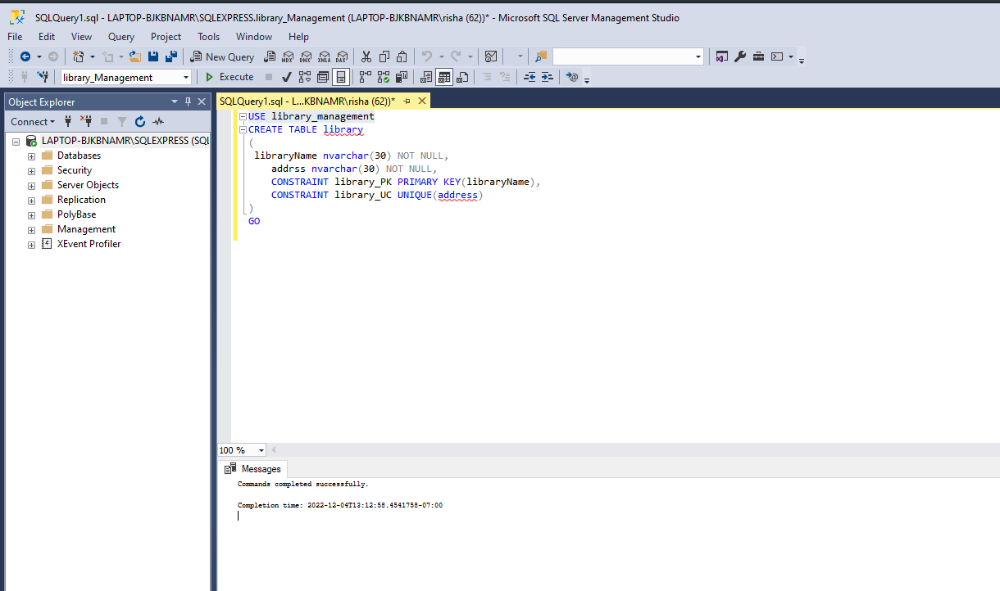 SQLQuery1.sql - LAPTOP-BJKBNAMR\SQLEXPRESS.library_Management (LAPTOP-BJKBNAMR\risha (62))* - Microsoft SQL Server Management Studio
File Edit View Query Project Tools Window Help
New Query MDX DMX XMLA DAX
library_Management Execute
Object Explorer
Connect
LAPTOP-BJKBNAMR\SQLEXPRESS (SQL
Databases
Security
Server Objects
Replication
PolyBase
Management
XEvent Profiler
SQLQuery1.sql - L...KBNAMR\risha (62))*
USE library_management
CREATE TABLE library
(
libraryName nvarchar(30) NOT NULL,
addrss nvarchar(30) NOT NULL,
CONSTRAINT library_PK PRIMARY KEY(libraryName),
CONSTRAINT library_UC UNIQUE(address)
)
GO
100 %
Messages
Commands completed successfully.
Completion time: 2022-12-04T13:12:58.4541758-07:00